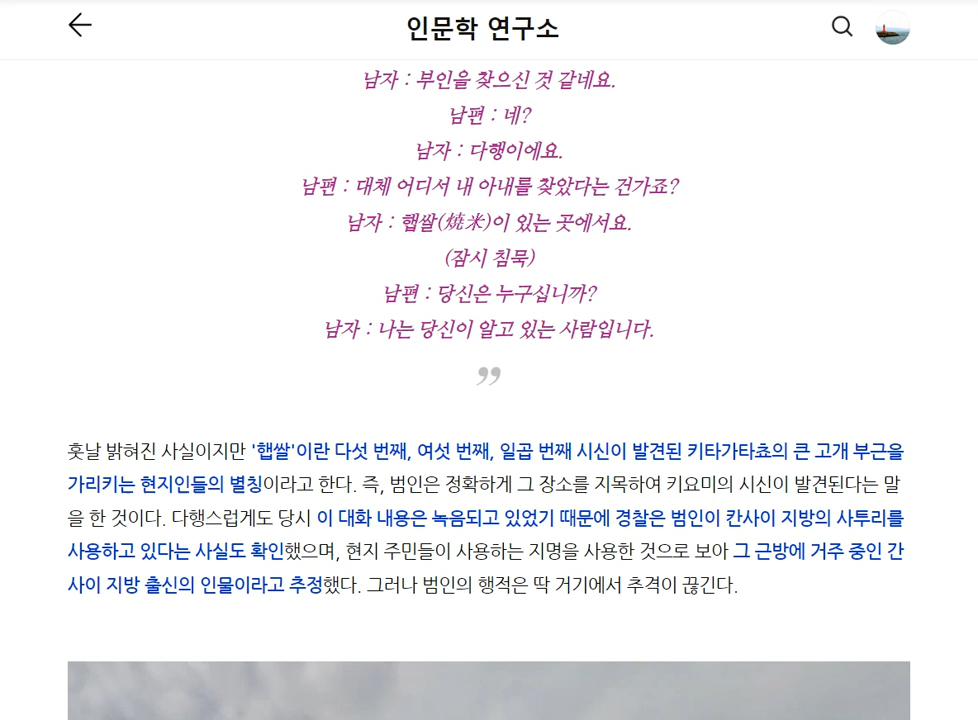 인문학 연구소
남자 : 부인을 찾으신 것 같네요.
남편 : 네?
남자 : 다행이에요.
남편 : 대체 어디서 내 아내를 찾았다는 건가죠?
남자 : 햅쌀(焼米)이 있는 곳에서요.
(잠시 침묵)
남편 : 당신은 누구십니까?
남자 : 나는 당신이 알고 있는 사람입니다.
”
훗날 밝혀진 사실이지만 '햅쌀'이란 다섯 번째, 여섯 번째, 일곱 번째 시신이 발견된 키타가타쵸의 큰 고개 부근을
가리키는 현지인들의 별칭이라고 한다. 즉, 범인은 정확하게 그 장소를 지목하여 키요미의 시신이 발견된다는 말
을 한 것이다. 다행스럽게도 당시 이 대화 내용은 녹음되고 있었기 때문에 경찰은 범인이 칸사이 지방의 사투리를
사용하고 있다는 사실도 확인했으며, 현지 주민들이 사용하는 지명을 사용한 것으로 보아 그 근방에 거주 중인 간
사이 지방 출신의 인물이라고 추정했다. 그러나 범인의 행적은 딱 거기에서 추격이 끊긴다.